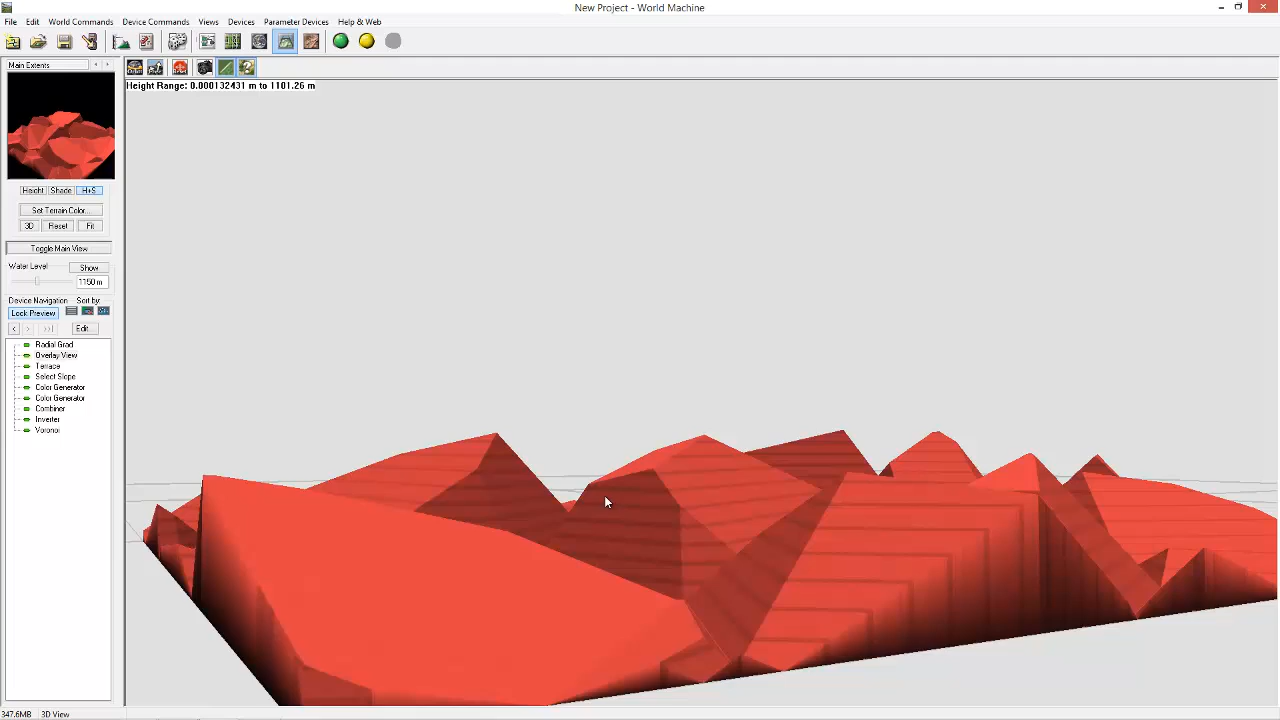 New Project - World Machine
File Edit World Commands Device Commands Views Devices Parameter Devices Help & Web
Main Extents
Height Range: 0.000132431 m to 1101.26 m
Height Shade H+S
Set Terrain Color...
3D Reset Fit
Toggle Main View
Water Level Show
1150 m
Device Navigation Sort by:
Lock Preview
Edit...
Radial Grad
Overlay View
Terrace
Select Slope
Color Generator
Color Generator
Combiner
Inverter
Voronoi
347.6MB 3D View